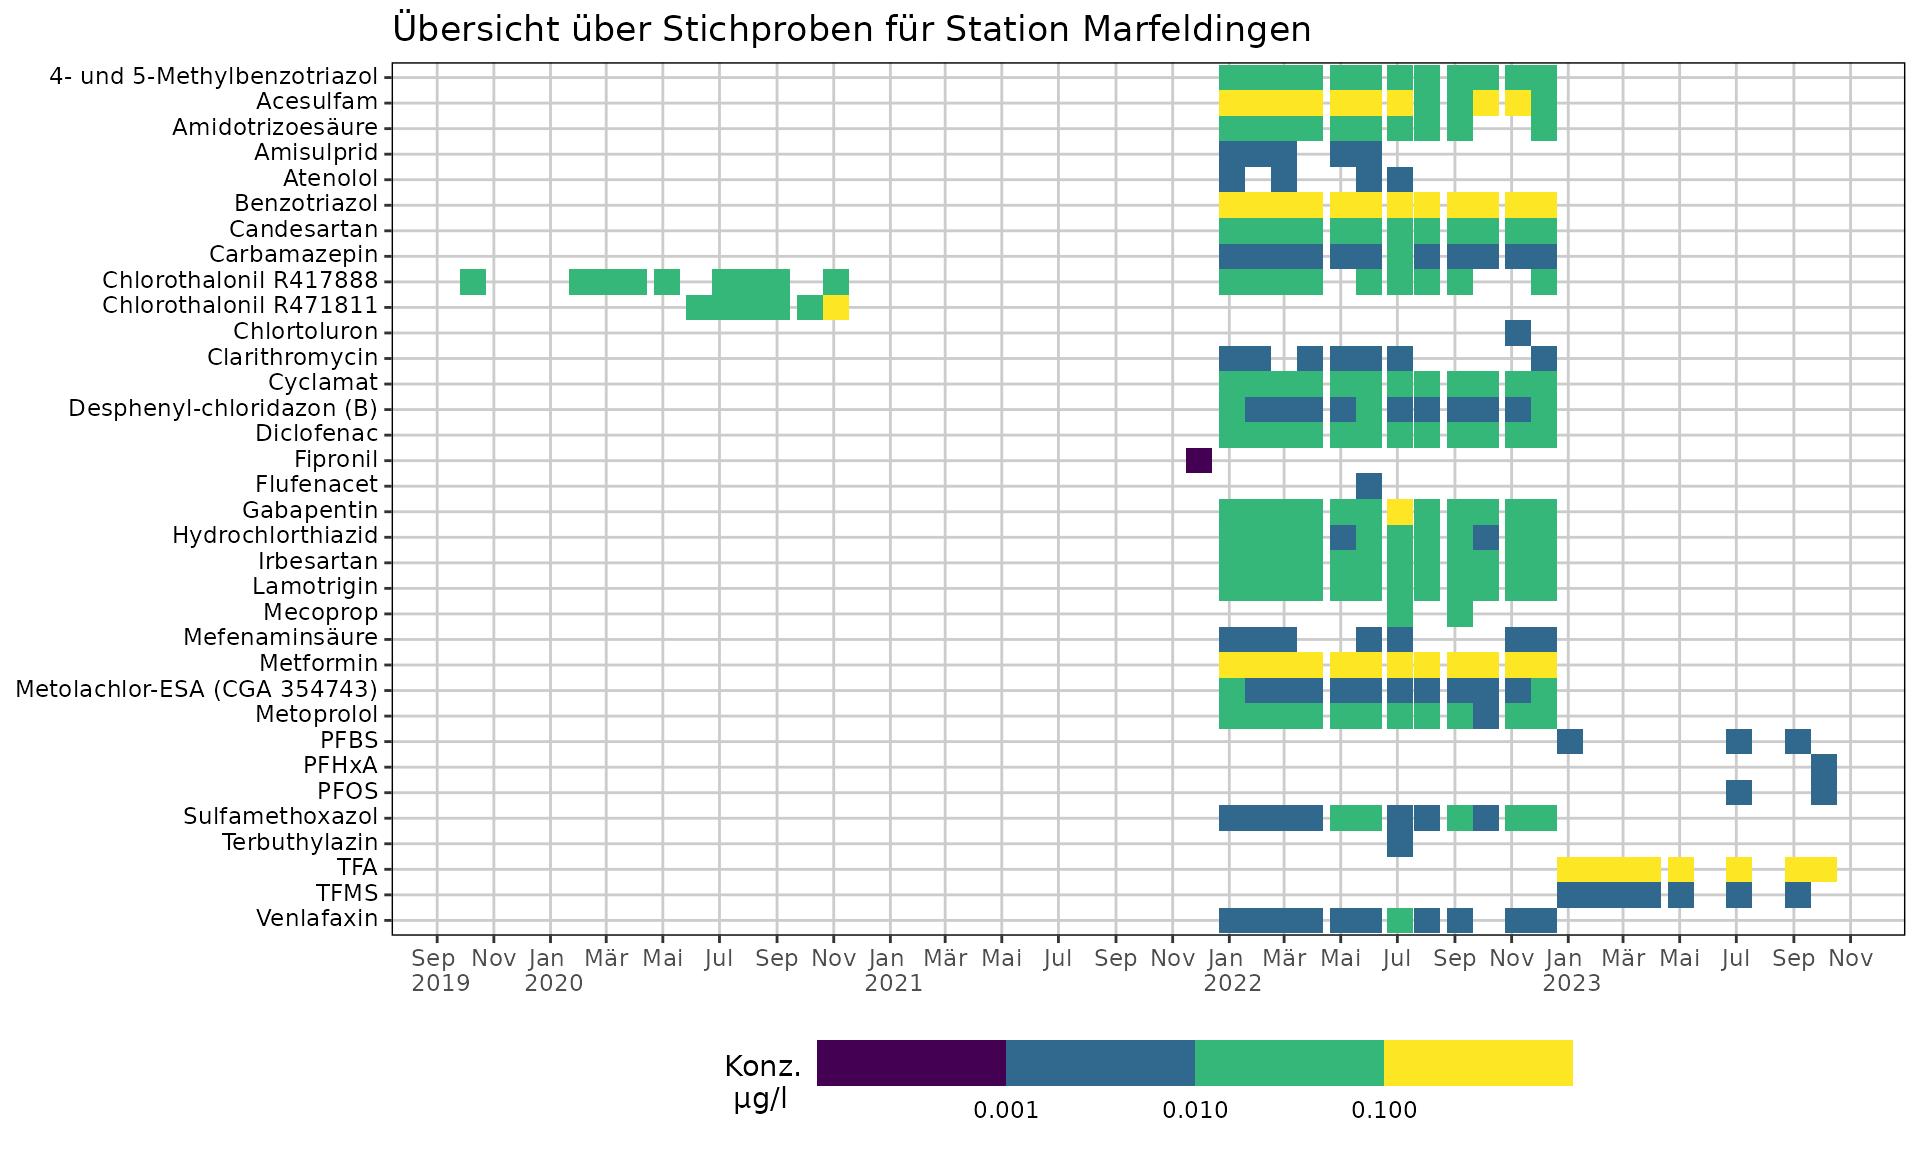 Übersicht über Stichproben für Station Marfeldingen
4- und 5-Methylbenzotriazol
Acesulfam
Amidotrizoesäure
Amisulprid
Atenolol
Benzotriazol
Candesartan
Carbamazepin
Chlorothalonil R417888
Chlorothalonil R471811
Chlortoluron
Clarithromycin
Cyclamat
Desphenyl-chloridazon (B)
Diclofenac
Fipronil
Flufenacet
Gabapentin
Hydrochlorthiazid
Irbesartan
Lamotrigin
Mecoprop
Mefenaminsäure
Metformin
Metolachlor-ESA (CGA 354743)
Metoprolol
PFBS
PFHxA
PFOS
Sulfamethoxazol
Terbuthylazin
TFA
TFMS
Venlafaxin
Sep Nov Jan Mär Mai Jul Sep Nov Jan Mär Mai Jul Sep Nov Jan Mär Mai Jul Sep Nov Jan Mär Mai Jul Sep Nov
2019 2020 2021 2022 2023
Konz.
µg/l
0.001 0.010 0.100